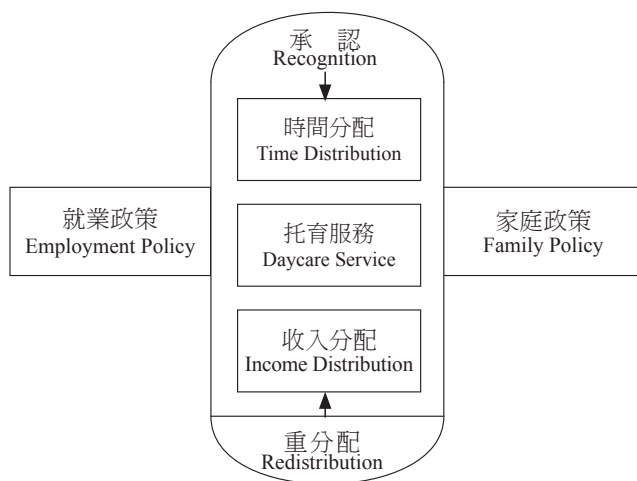 承 認
Recognition
時間分配
Time Distribution
就業政策
Employment Policy
托育服務
Daycare Service
家庭政策
Family Policy
收入分配
Income Distribution
重分配
Redistribution